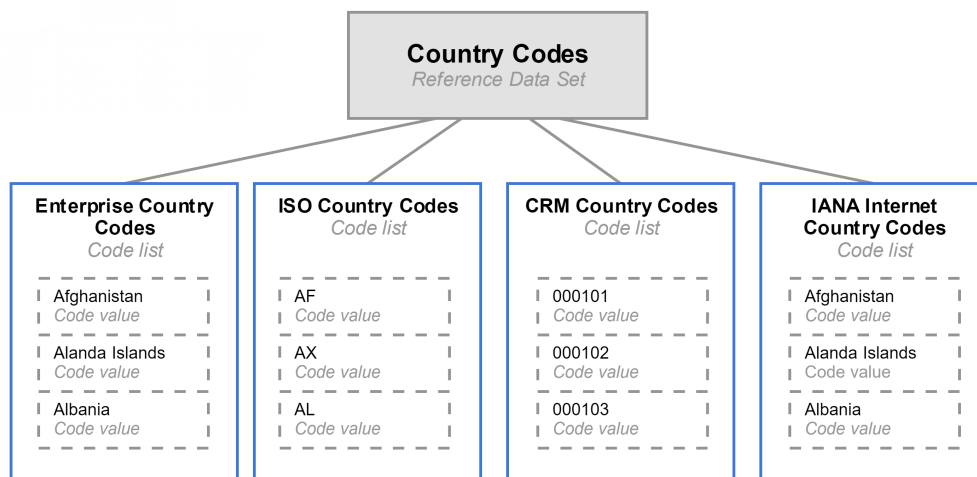 Country Codes
Reference Data Set
Enterprise Country
Codes
Code list
Afghanistan
Code value
Alanda Islands
Code value
Albania
Code value
ISO Country Codes
Code list
AF
Code value
AX
Code value
AL
Code value
CRM Country Codes
Code list
000101
Code value
000102
Code value
000103
Code value
IANA Internet
Country Codes
Code list
Afghanistan
Code value
Alanda Islands
Code value
Albania
Code value